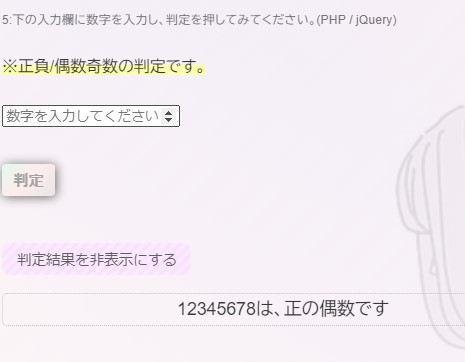 5:下の入力欄に数字を入力し、判定を押してみてください。(PHP / jQuery)
※正負/偶数奇数の判定です。
数字を入力してください
判定
判定結果を非表示にする
12345678は、正の偶数です